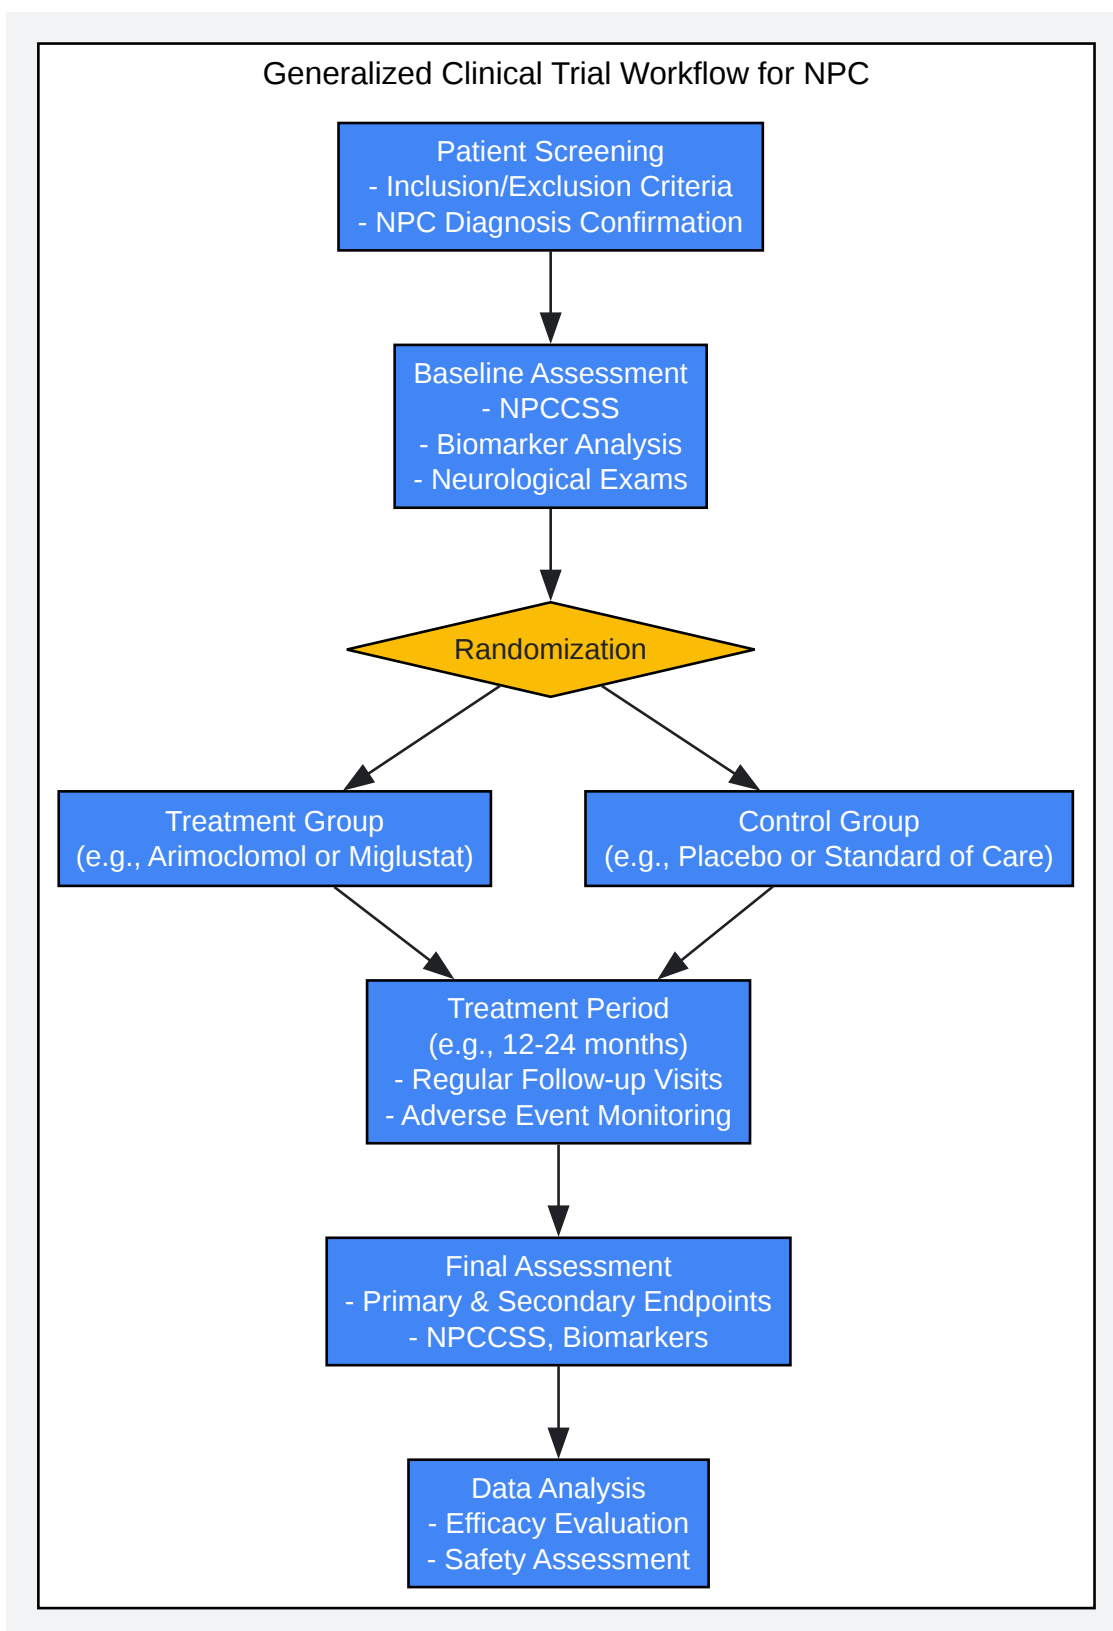 Generalized Clinical Trial Workflow for NPC
Patient Screening
- Inclusion/Exclusion Criteria
- NPC Diagnosis Confirmation
Baseline Assessment
- NPCCSS
- Biomarker Analysis
- Neurological Exams
Randomization
Treatment Group
(e.g., Arimoclomol or Miglustat)
Control Group
(e.g., Placebo or Standard of Care)
Treatment Period
(e.g., 12-24 months)
- Regular Follow-up Visits
- Adverse Event Monitoring
Final Assessment
- Primary & Secondary Endpoints
- NPCCSS, Biomarkers
Data Analysis
- Efficacy Evaluation
- Safety Assessment